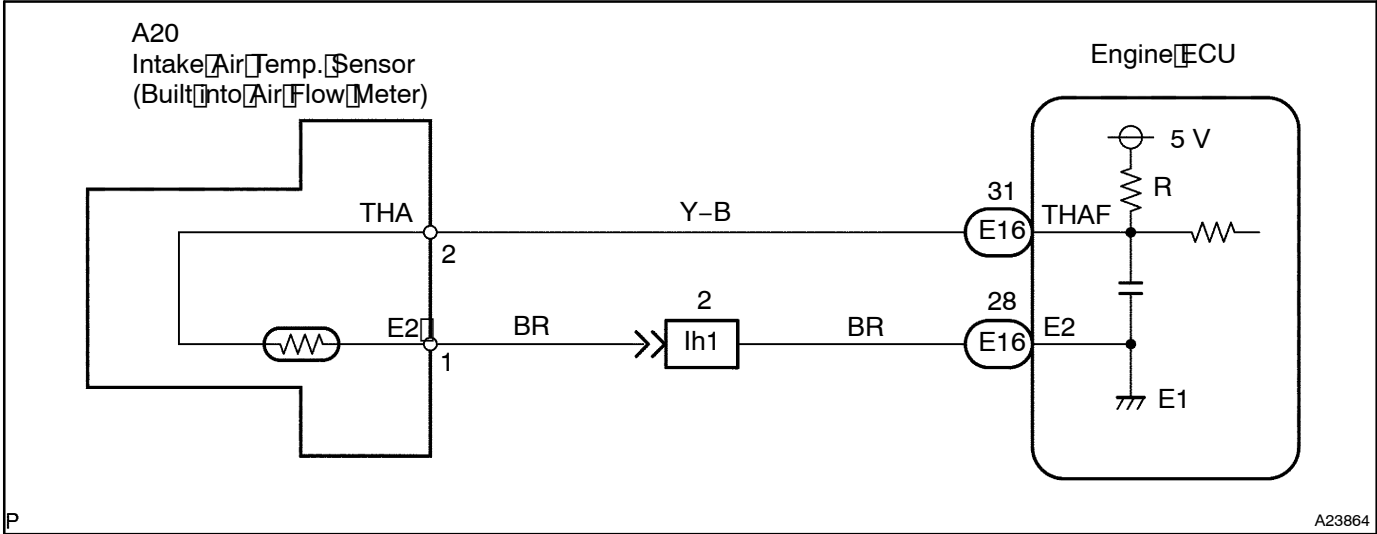 A20
Intake Air Temp. Sensor
(Built into Air Flow Meter)
Engine ECU
5 V
R
THA
2
Y–B
31
E16
THAF
E2
1
BR
2
Ih1
BR
28
E16
E2
E1
P
A23864